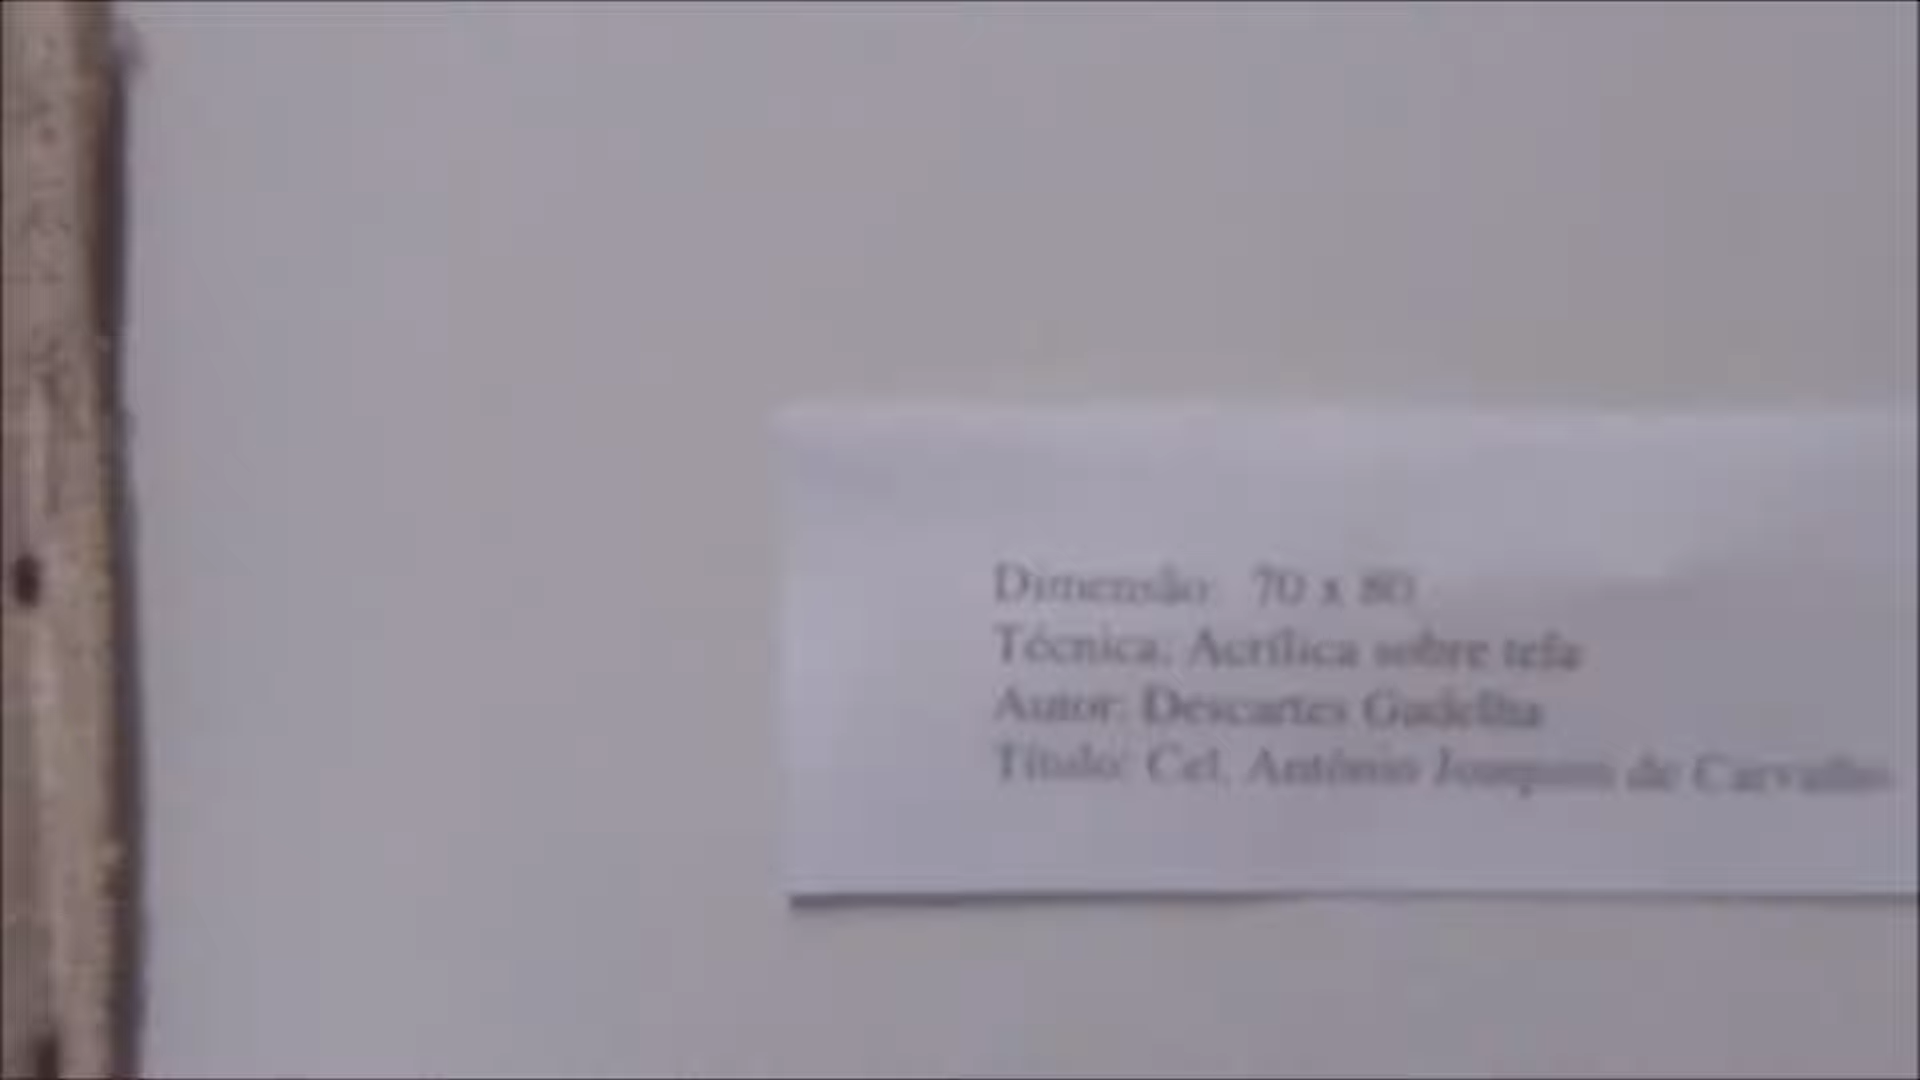 Dimensão: 70 x 80
Técnica: Acrílica sobre tela
Autor: Descartes Gadelha
Título: Cel. Antônio Joaquim de Carvalho